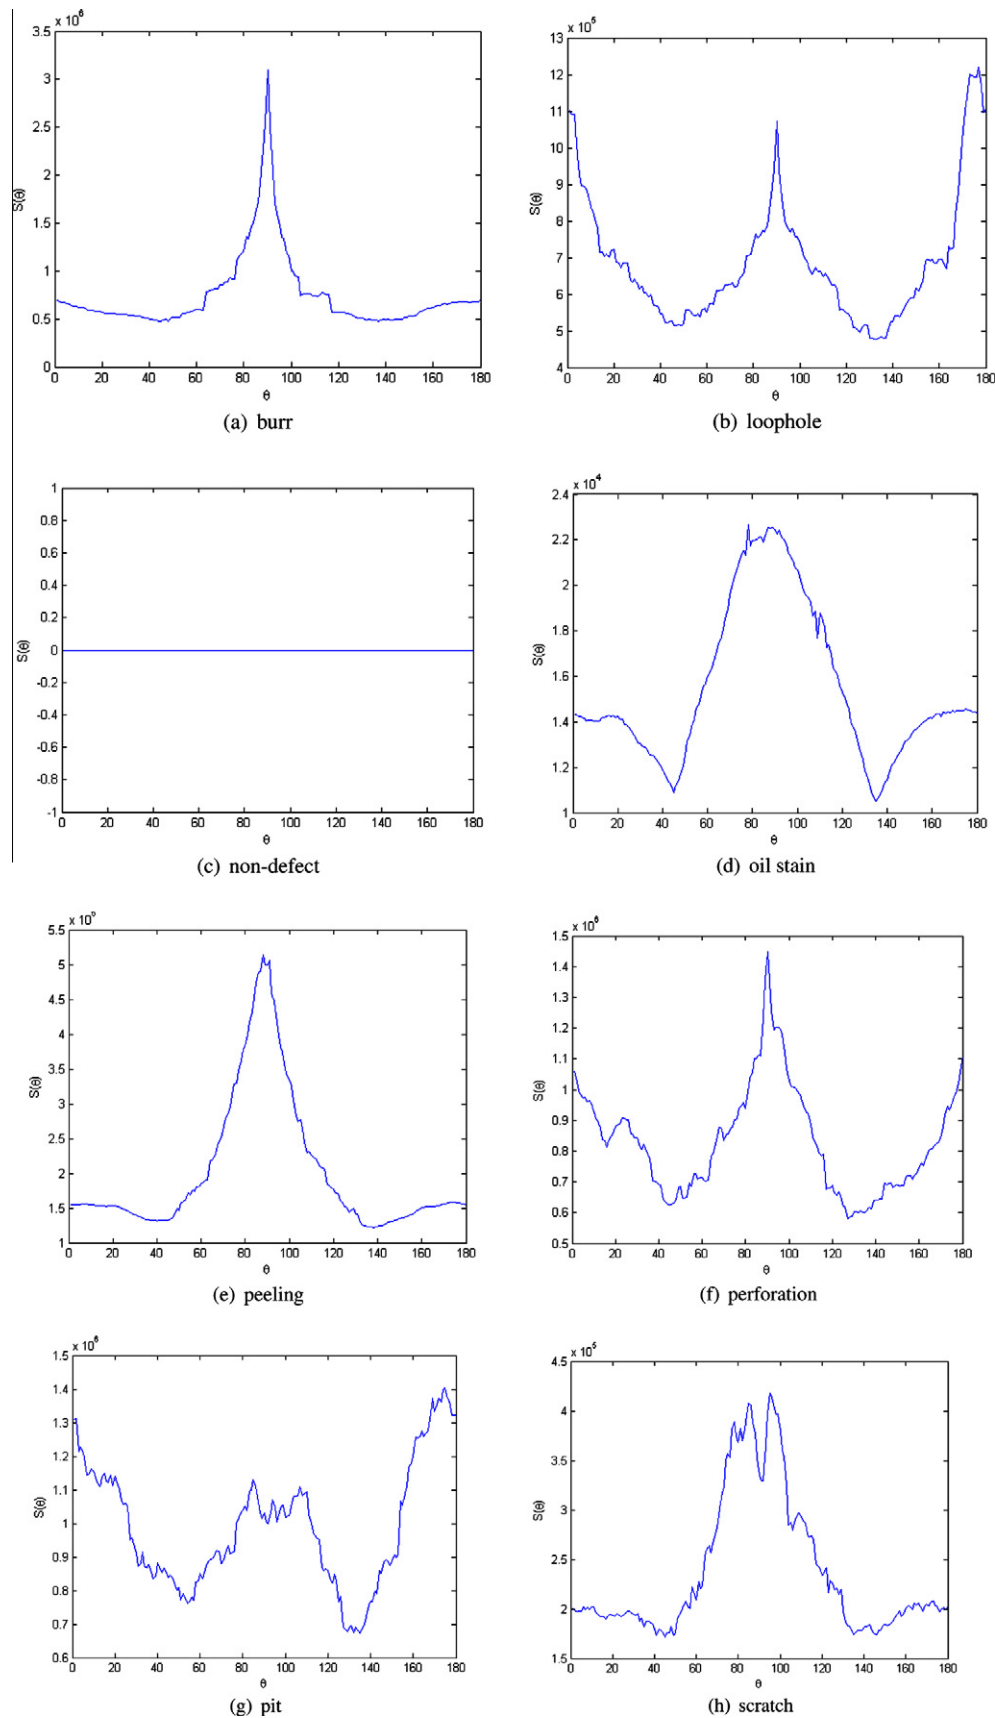 x 10^6
3.5
3
2.5
2
1.5
1
0.5
0
S(θ)
0 20 40 60 80 100 120 140 160 180
θ
(a) burr
x 10^5
13
12
11
10
9
8
7
6
5
4
S(θ)
0 20 40 60 80 100 120 140 160 180
θ
(b) loophole
1
0.8
0.6
0.4
0.2
0
-0.2
-0.4
-0.6
-0.8
-1
S(θ)
0 20 40 60 80 100 120 140 160 180
θ
(c) non-defect
x 10^4
2.4
2.2
2
1.8
1.6
1.4
1.2
1
S(θ)
0 20 40 60 80 100 120 140 160 180
θ
(d) oil stain
x 10
5.5
5
4.5
4
3.5
3
2.5
2
1.5
1
S(θ)
0 20 40 60 80 100 120 140 160 180
θ
(e) peeling
x 10^6
1.5
1.4
1.3
1.2
1.1
1
0.9
0.8
0.7
0.6
0.5
S(θ)
0 20 40 60 80 100 120 140 160 180
θ
(f) perforation
x 10^6
1.5
1.4
1.3
1.2
1.1
1
0.9
0.8
0.7
0.6
S(θ)
0 20 40 60 80 100 120 140 160 180
θ
(g) pit
x 10^5
4.5
4
3.5
3
2.5
2
1.5
S(θ)
0 20 40 60 80 100 120 140 160 180
θ
(h) scratch